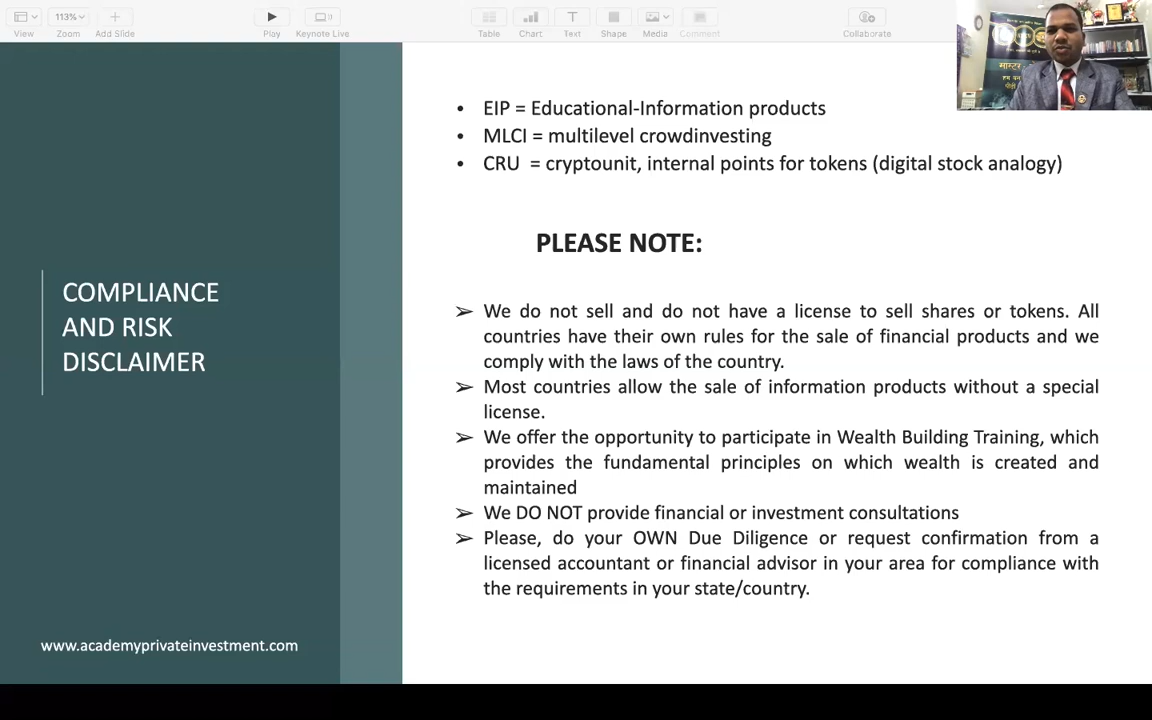 113%
View
Zoom
Add Slide
Play
Keynote Live
Table
Chart
Text
Shape
Media
Comment
Collaborate
मास्टर
• EIP = Educational-Information products
• MLCI = multilevel crowdinvesting
• CRU = cryptounit, internal points for tokens (digital stock analogy)
PLEASE NOTE:
COMPLIANCE
AND RISK
DISCLAIMER
➢ We do not sell and do not have a license to sell shares or tokens. All
countries have their own rules for the sale of financial products and we
comply with the laws of the country.
➢ Most countries allow the sale of information products without a special
license.
➢ We offer the opportunity to participate in Wealth Building Training, which
provides the fundamental principles on which wealth is created and
maintained
➢ We DO NOT provide financial or investment consultations
➢ Please, do your OWN Due Diligence or request confirmation from a
licensed accountant or financial advisor in your area for compliance with
the requirements in your state/country.
www.academyprivateinvestment.com